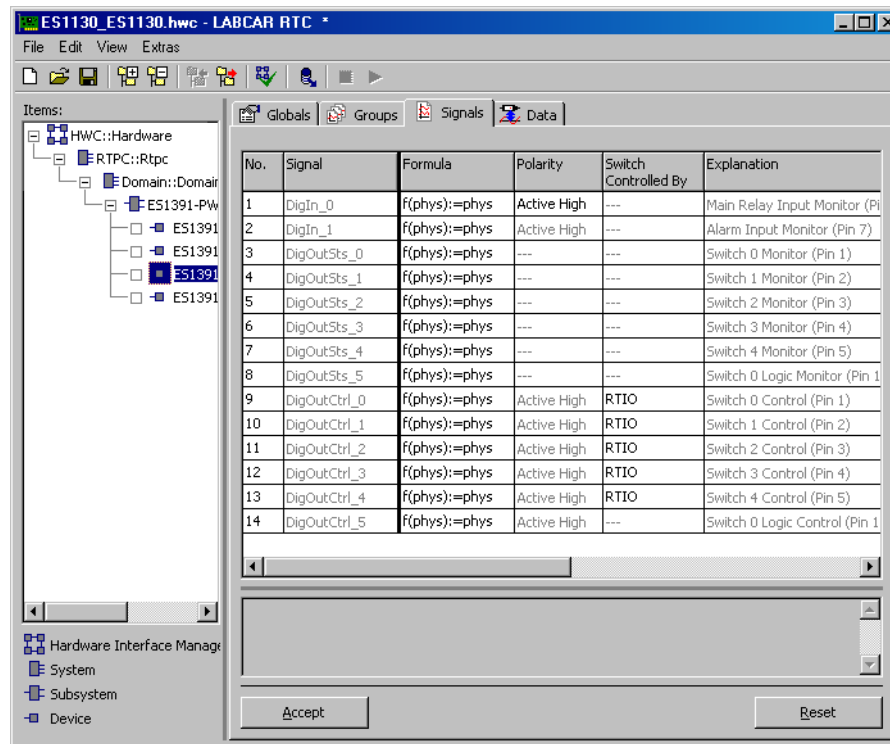 ES1130_ES1130.hwc - LABCAR RTC *
File Edit View Extras
Items:
HWC::Hardware
RTPC::Rtpc
Domain::Domair
ES1391-PW
ES1391
ES1391
ES1391
ES1391
Hardware Interface Manage
System
Subsystem
Device
Globals Groups Signals Data
No. Signal Formula Polarity Switch Controlled By Explanation
1 DigIn_0 f(phys):=phys Active High --- Main Relay Input Monitor (Pi
2 DigIn_1 f(phys):=phys Active High --- Alarm Input Monitor (Pin 7)
3 DigOutSts_0 f(phys):=phys --- --- Switch 0 Monitor (Pin 1)
4 DigOutSts_1 f(phys):=phys --- --- Switch 1 Monitor (Pin 2)
5 DigOutSts_2 f(phys):=phys --- --- Switch 2 Monitor (Pin 3)
6 DigOutSts_3 f(phys):=phys --- --- Switch 3 Monitor (Pin 4)
7 DigOutSts_4 f(phys):=phys --- --- Switch 4 Monitor (Pin 5)
8 DigOutSts_5 f(phys):=phys --- --- Switch 0 Logic Monitor (Pin 1
9 DigOutCtrl_0 f(phys):=phys Active High RTIO Switch 0 Control (Pin 1)
10 DigOutCtrl_1 f(phys):=phys Active High RTIO Switch 1 Control (Pin 2)
11 DigOutCtrl_2 f(phys):=phys Active High RTIO Switch 2 Control (Pin 3)
12 DigOutCtrl_3 f(phys):=phys Active High RTIO Switch 3 Control (Pin 4)
13 DigOutCtrl_4 f(phys):=phys Active High RTIO Switch 4 Control (Pin 5)
14 DigOutCtrl_5 f(phys):=phys Active High --- Switch 0 Logic Control (Pin 1
Accept Reset